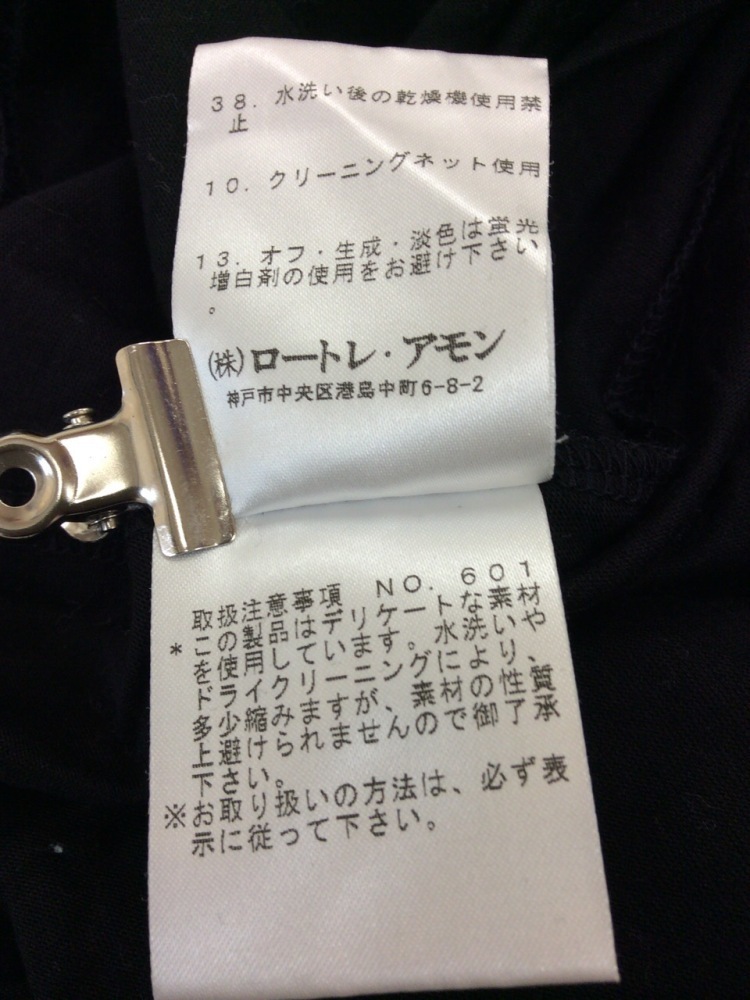 38. 水洗い後の乾燥機使用禁
止
10. クリーニングネット使用
13. オフ・生成・淡色は蛍光
増白剤の使用をお避け下さい
。
(株)ロートレ・アモン
神戸市中央区港島中町6-8-2
取扱注意事項 NO. 601
* この製品はデリケートな素材
を使用しています。水洗いや、
ドライクリーニングにより、
多少縮みますが、素材の性質
上避けられませんので御了承
下さい。
※お取り扱いの方法は、必ず表
示に従って下さい。